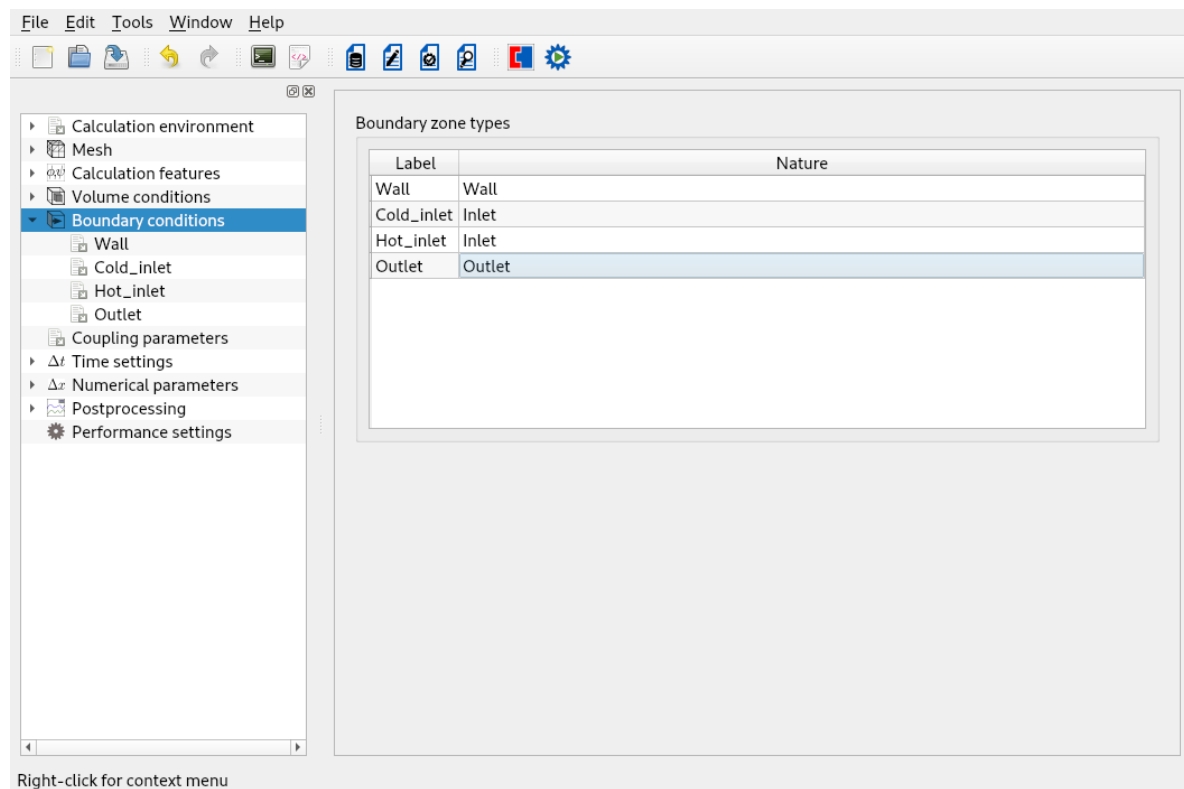 File Edit Tools Window Help
Calculation environment
Mesh
Calculation features
Volume conditions
Boundary conditions
Wall
Cold_inlet
Hot_inlet
Outlet
Coupling parameters
Δt Time settings
Δx Numerical parameters
Postprocessing
Performance settings
Boundary zone types
Label Nature
Wall Wall
Cold_inlet Inlet
Hot_inlet Inlet
Outlet Outlet
Right-click for context menu